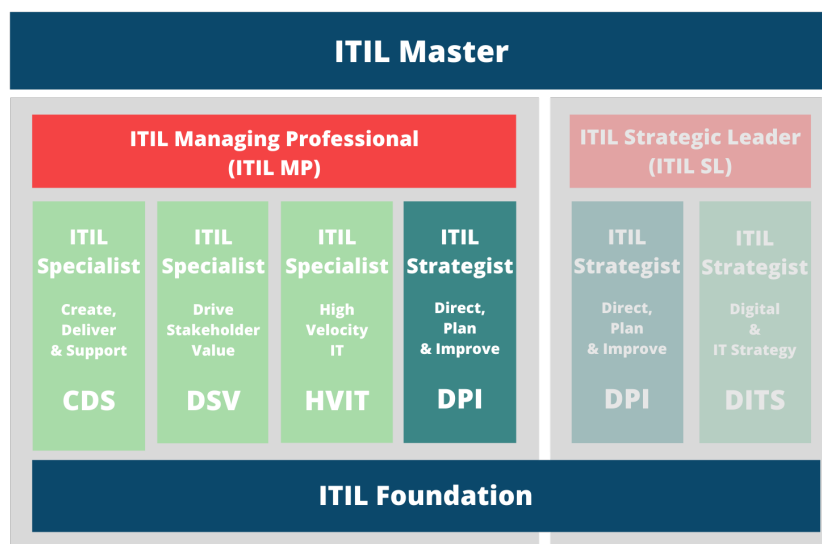 ITIL Master
ITIL Managing Professional
(ITIL MP)
ITIL
Specialist
Create,
Deliver
& Support
CDS
ITIL
Specialist
Drive
Stakeholder
Value
DSV
ITIL
Specialist
High
Velocity
IT
HVIT
ITIL
Strategist
Direct,
Plan
& Improve
DPI
ITIL Strategic Leader
(ITIL SL)
ITIL
Strategist
Direct,
Plan
& Improve
DPI
ITIL
Strategist
Digital
&
IT Strategy
DITS
ITIL Foundation